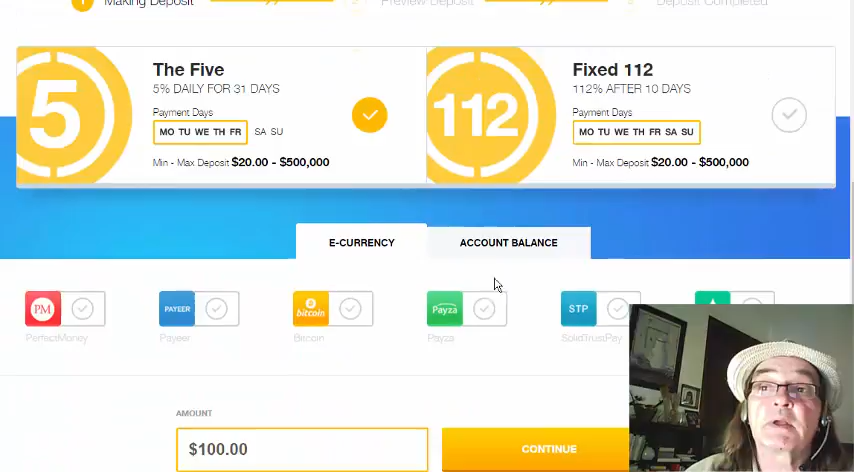 1 Making Deposit
Preview Deposit
Deposit Completed
5
The Five
5% DAILY FOR 31 DAYS
Payment Days
MO TU WE TH FR SA SU
Min - Max Deposit $20.00 - $500,000
112
Fixed 112
112% AFTER 10 DAYS
Payment Days
MO TU WE TH FR SA SU
Min - Max Deposit $20.00 - $500,000
E-CURRENCY
ACCOUNT BALANCE
PM
PAYEER
bitcoin
Payza
STP
PerfectMoney
Payeer
Bitcoin
Payza
SolidTrustPay
AMOUNT
$100.00
CONTINUE